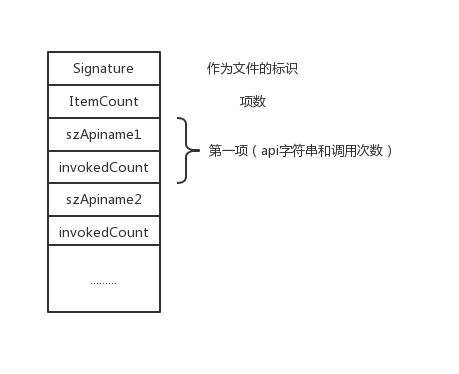 Signature 作为文件的标识
ItemCount 项数
szApiname1
第一项（api字符串和调用次数）
invokedCount
szApiname2
invokedCount
.........